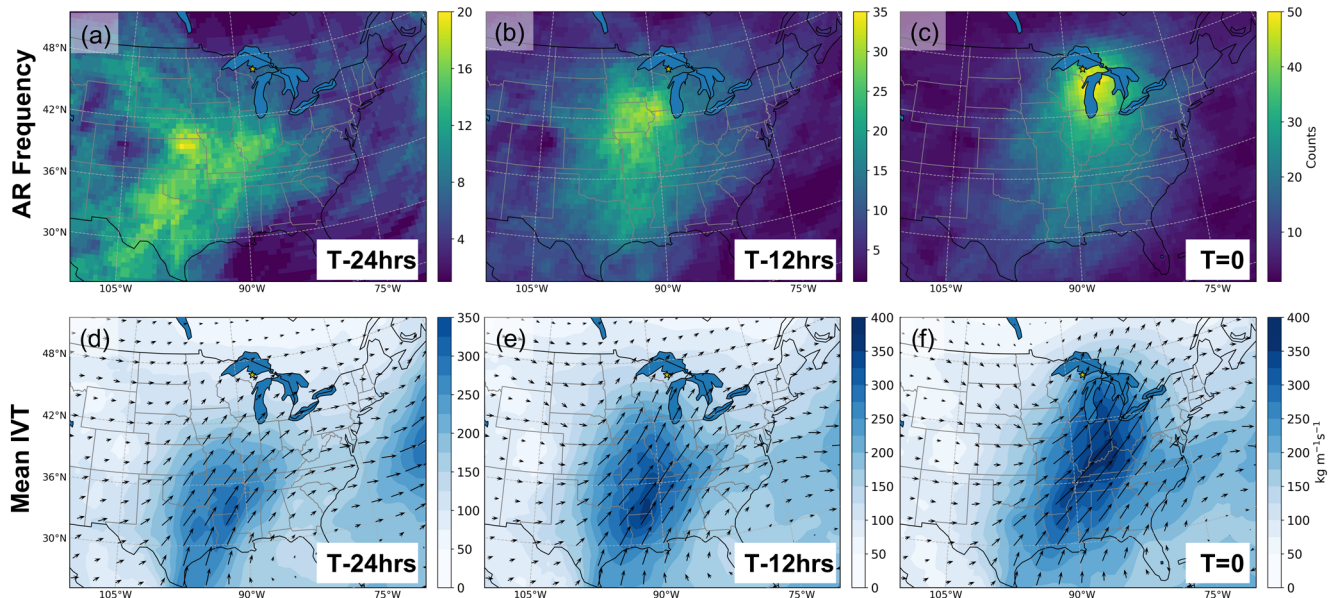 AR Frequency
(a)
T-24hrs
48°N
42°N
36°N
30°N
105°W
90°W
75°W
20
16
12
8
4
(b)
T-12hrs
105°W
90°W
75°W
35
30
25
20
15
10
5
(c)
T=0
105°W
90°W
75°W
50
40
30
20
10
Counts
Mean IVT
(d)
T-24hrs
48°N
42°N
36°N
30°N
105°W
90°W
75°W
350
300
250
200
150
100
50
0
(e)
T-12hrs
105°W
90°W
75°W
400
350
300
250
200
150
100
50
0
(f)
T=0
105°W
90°W
75°W
400
350
300
250
200
150
100
50
0
kg m⁻¹s⁻¹